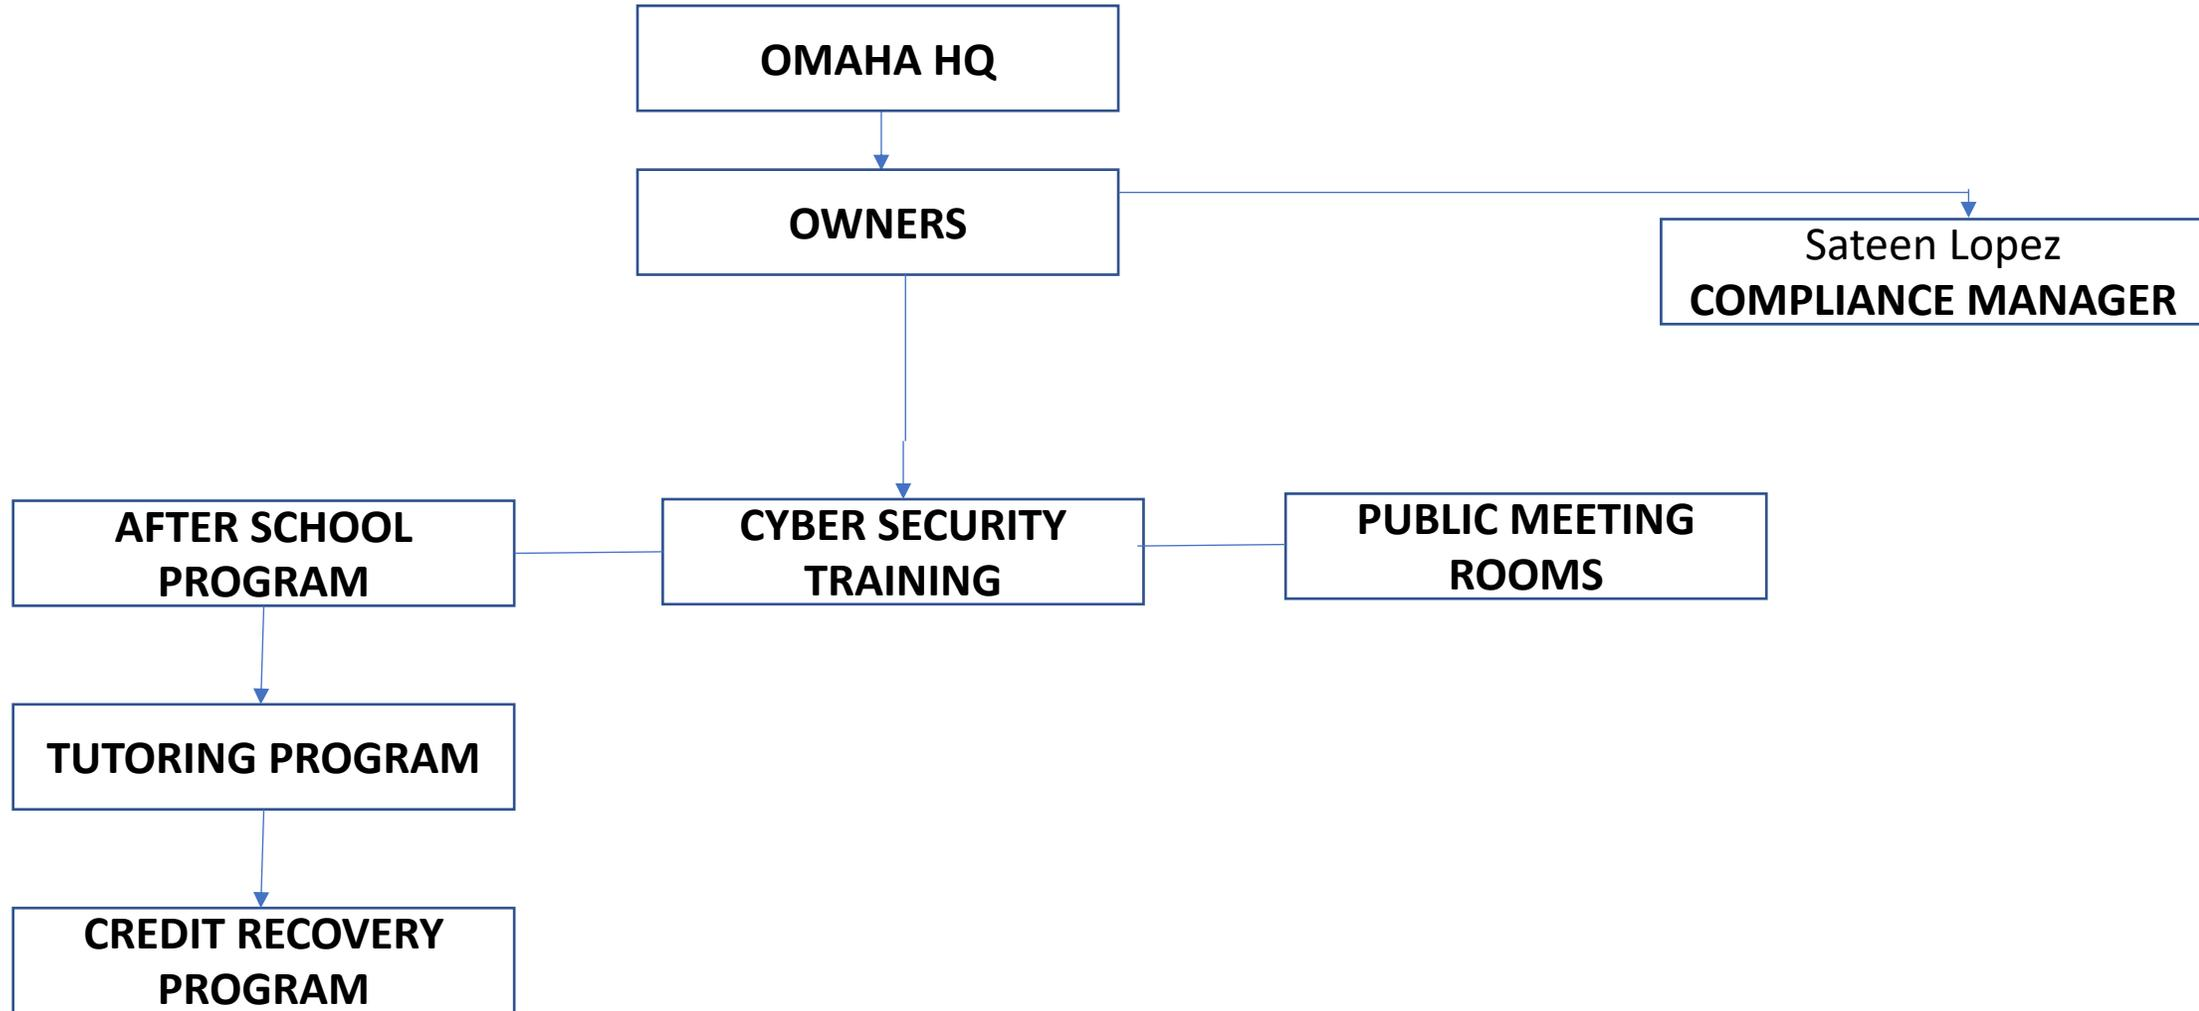 OMAHA HQ
OWNERS
Sateen Lopez
COMPLIANCE MANAGER
AFTER SCHOOL
PROGRAM
CYBER SECURITY
TRAINING
PUBLIC MEETING
ROOMS
TUTORING PROGRAM
CREDIT RECOVERY
PROGRAM